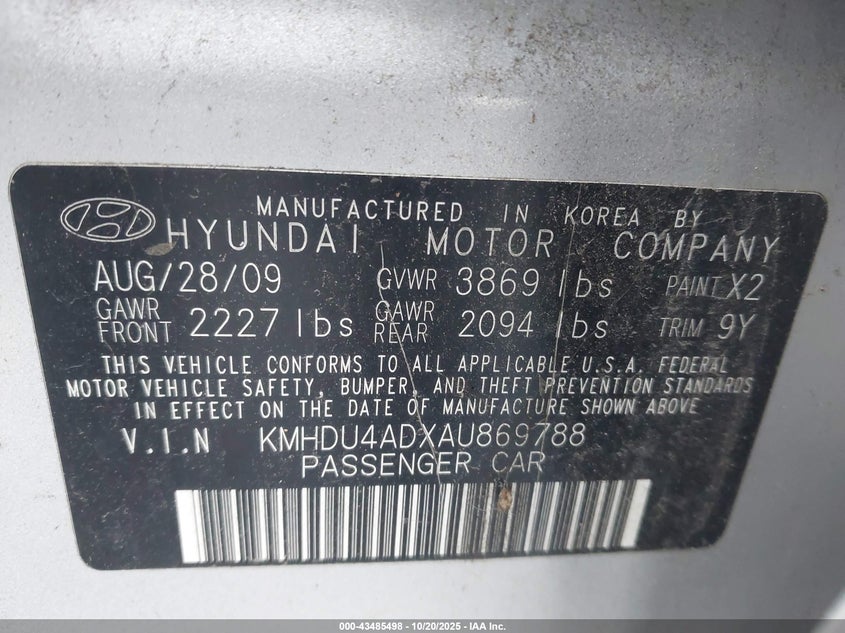 MANUFACTURED IN KOREA BY
HYUNDAI MOTOR COMPANY
AUG/28/09 GVWR 3869 lbs PAINT X2
GAWR FRONT 2227 lbs GAWR REAR 2094 lbs TRIM 9Y
THIS VEHICLE CONFORMS TO ALL APPLICABLE U.S.A. FEDERAL
MOTOR VEHICLE SAFETY, BUMPER, AND THEFT PREVENTION STANDARDS
IN EFFECT ON THE DATE OF MANUFACTURE SHOWN ABOVE
V.I.N KMHDU4ADXAU869788
PASSENGER CAR
000-43485498 - 10/20/2025 - IAA Inc.